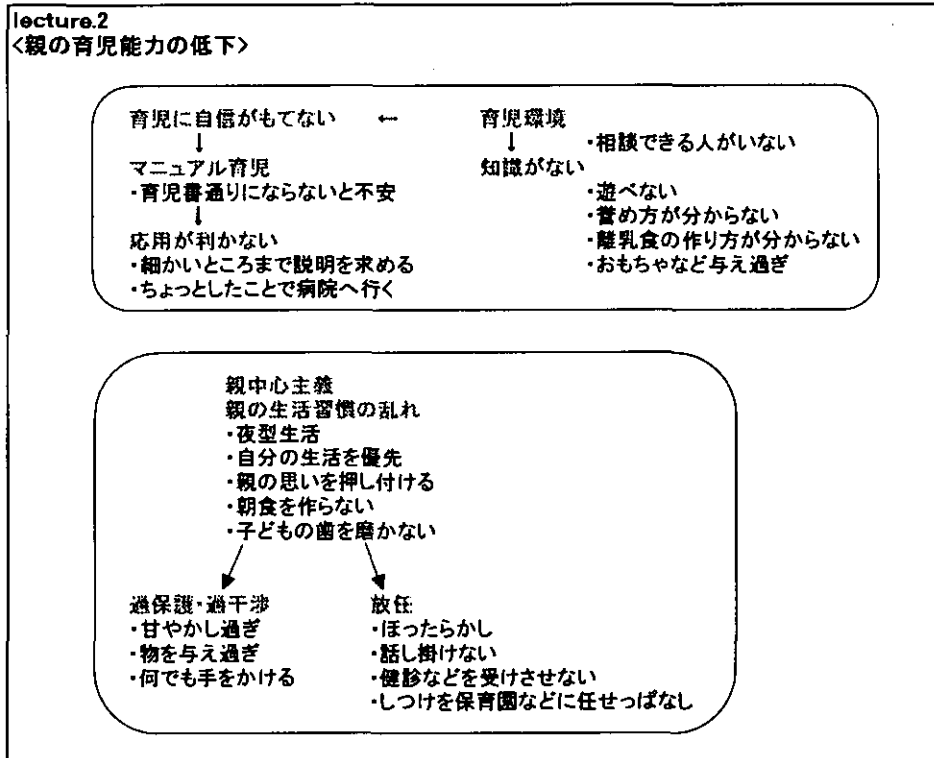 lecture.2
<親の育児能力の低下>
育児に自信がもてない ←
↓
マニュアル育児
・育児書通りにならないと不安
↓
応用が利かない
・細かいところまで説明を求める
・ちょっとしたことで病院へ行く
育児環境
↓ ・相談できる人がいない
知識がない
・遊べない
・誉め方が分からない
・離乳食の作り方が分からない
・おもちゃなど与え過ぎ
親中心主義
親の生活習慣の乱れ
・夜型生活
・自分の生活を優先
・親の思いを押し付ける
・朝食を作らない
・子どもの歯を磨かない
過保護・過干渉
・甘やかし過ぎ
・物を与え過ぎ
・何でも手をかける
放任
・ほったらかし
・話し掛けない
・健診などを受けさせない
・しつけを保育園などに任せっぱなし